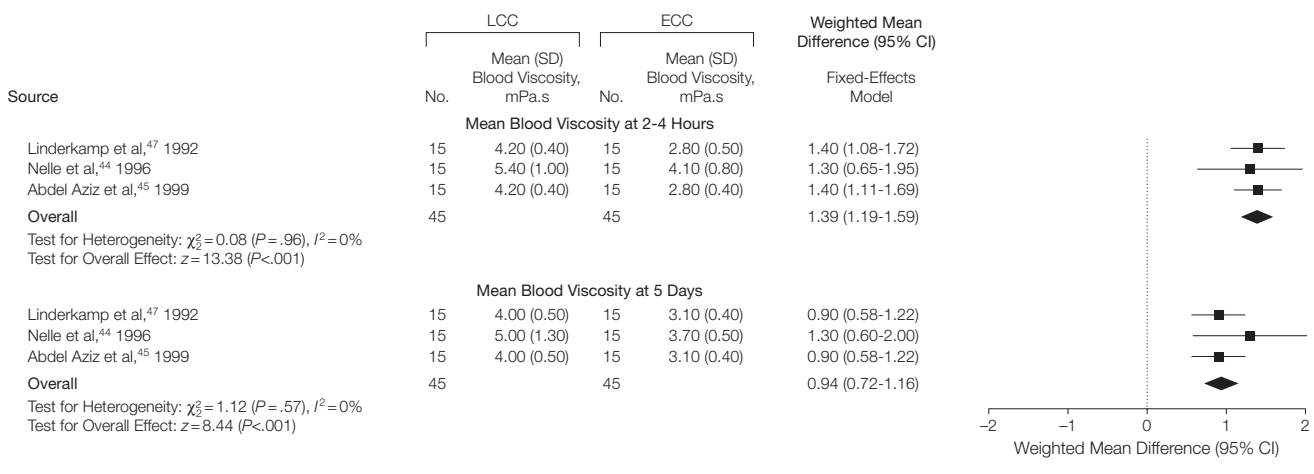 LCC ECC Weighted Mean
Difference (95% CI)
Mean (SD) Mean (SD)
Blood Viscosity, Blood Viscosity, Fixed-Effects
Source No. mPa.s No. mPa.s Model
Mean Blood Viscosity at 2-4 Hours
Linderkamp et al,47 1992 15 4.20 (0.40) 15 2.80 (0.50) 1.40 (1.08-1.72)
Nelle et al,44 1996 15 5.40 (1.00) 15 4.10 (0.80) 1.30 (0.65-1.95)
Abdel Aziz et al,45 1999 15 4.20 (0.40) 15 2.80 (0.40) 1.40 (1.11-1.69)
Overall 45 45 1.39 (1.19-1.59)
Test for Heterogeneity: χ²₂=0.08 (P=.96), I²=0%
Test for Overall Effect: z=13.38 (P<.001)
Mean Blood Viscosity at 5 Days
Linderkamp et al,47 1992 15 4.00 (0.50) 15 3.10 (0.40) 0.90 (0.58-1.22)
Nelle et al,44 1996 15 5.00 (1.30) 15 3.70 (0.50) 1.30 (0.60-2.00)
Abdel Aziz et al,45 1999 15 4.00 (0.50) 15 3.10 (0.40) 0.90 (0.58-1.22)
Overall 45 45 0.94 (0.72-1.16)
Test for Heterogeneity: χ²₂=1.12 (P=.57), I²=0%
Test for Overall Effect: z=8.44 (P<.001)
–2 –1 0 1 2
Weighted Mean Difference (95% CI)